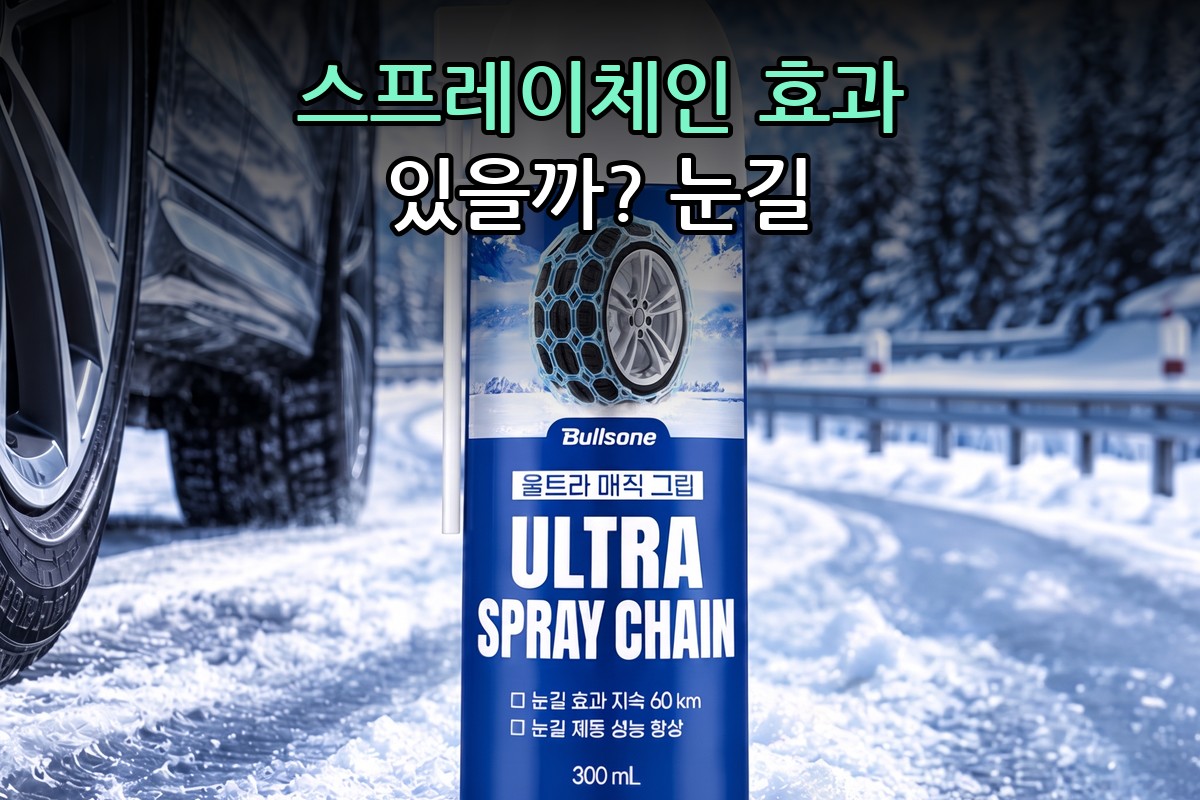 스프레이체인 효과
있을까? 눈길
Bullsone
울트라 매직 그립
ULTRA
SPRAY CHAIN
□ 눈길 효과 지속 60 km
□ 눈길 제동 성능 향상
300 mL